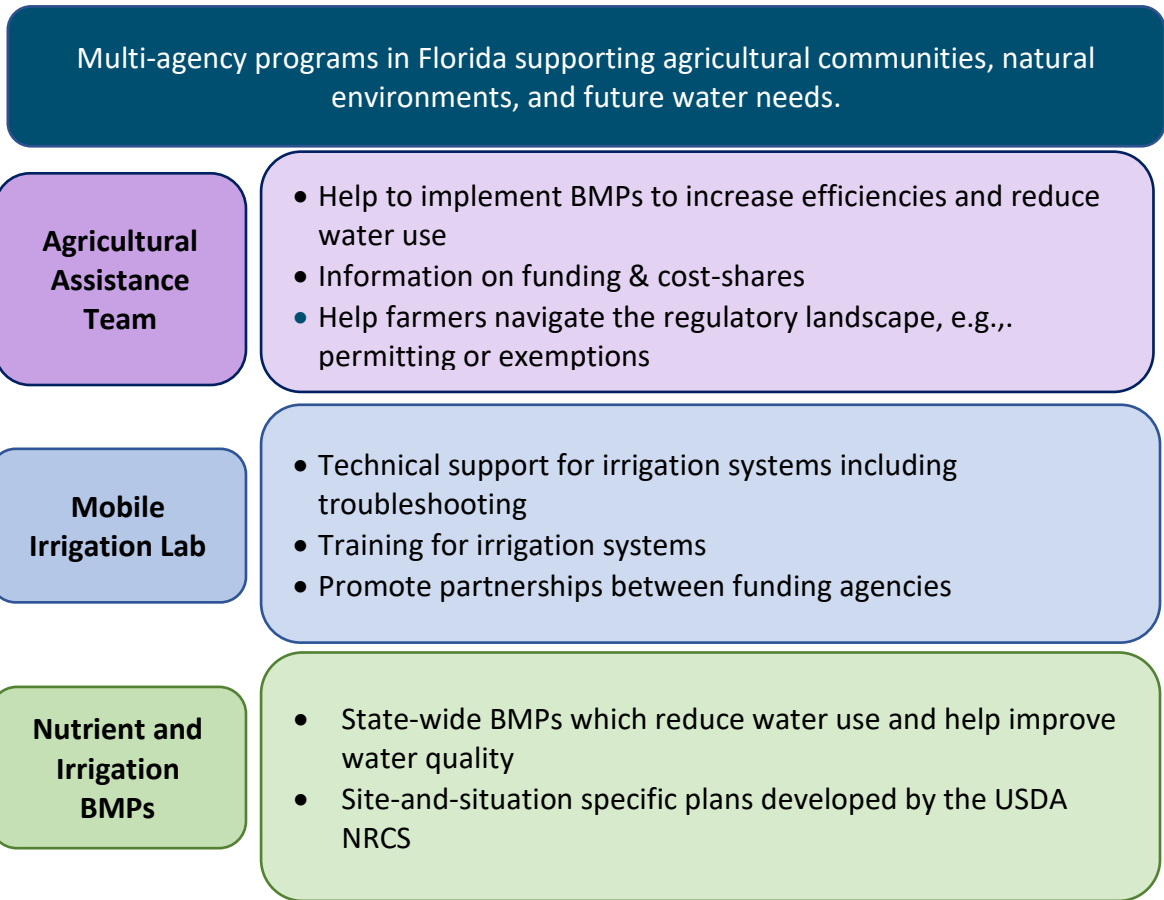 Multi-agency programs in Florida supporting agricultural communities, natural
environments, and future water needs.
Agricultural
Assistance
Team
• Help to implement BMPs to increase efficiencies and reduce
water use
• Information on funding & cost-shares
• Help farmers navigate the regulatory landscape, e.g.,.
permitting or exemptions
Mobile
Irrigation Lab
• Technical support for irrigation systems including
troubleshooting
• Training for irrigation systems
• Promote partnerships between funding agencies
Nutrient and
Irrigation
BMPs
• State-wide BMPs which reduce water use and help improve
water quality
• Site-and-situation specific plans developed by the USDA
NRCS